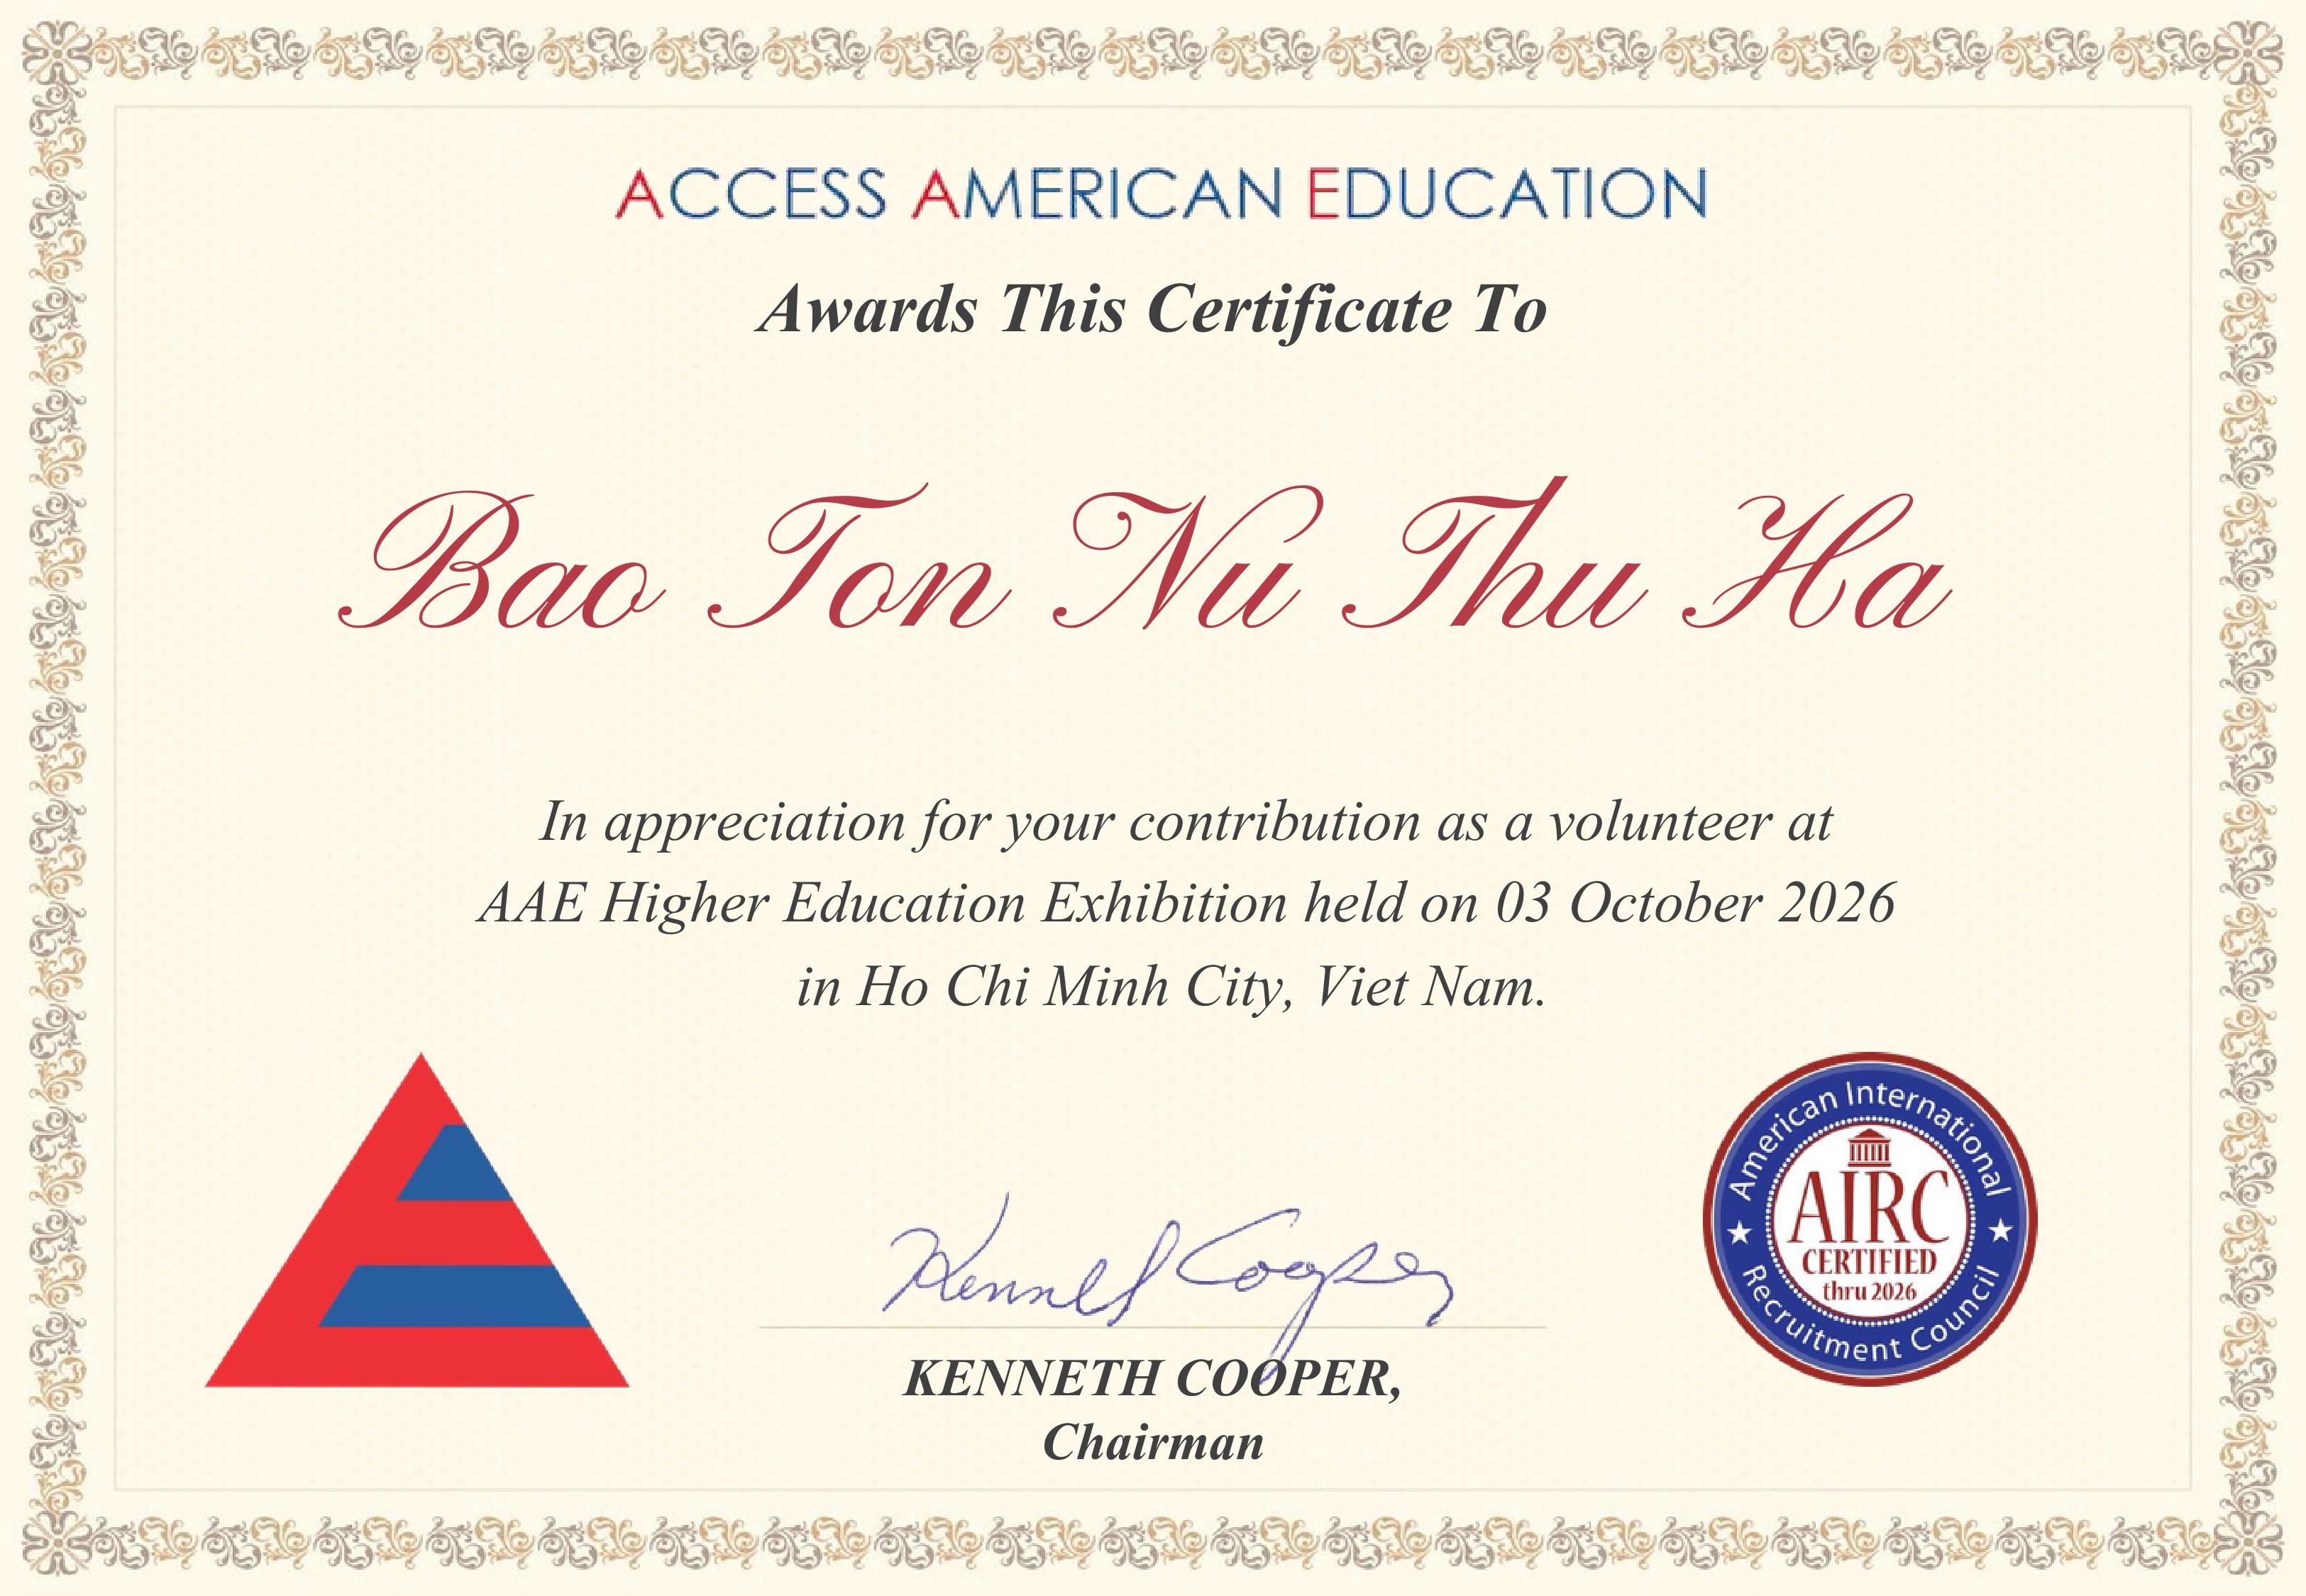 ACCESS AMERICAN EDUCATION
Awards This Certificate To
Bao Ton Nu Thu Ha
In appreciation for your contribution as a volunteer at
AAE Higher Education Exhibition held on 03 October 2026
in Ho Chi Minh City, Viet Nam.
Kenneth Cooper
KENNETH COOPER,
Chairman
American International
AIRC
CERTIFIED
thru 2026
Recruitment Council